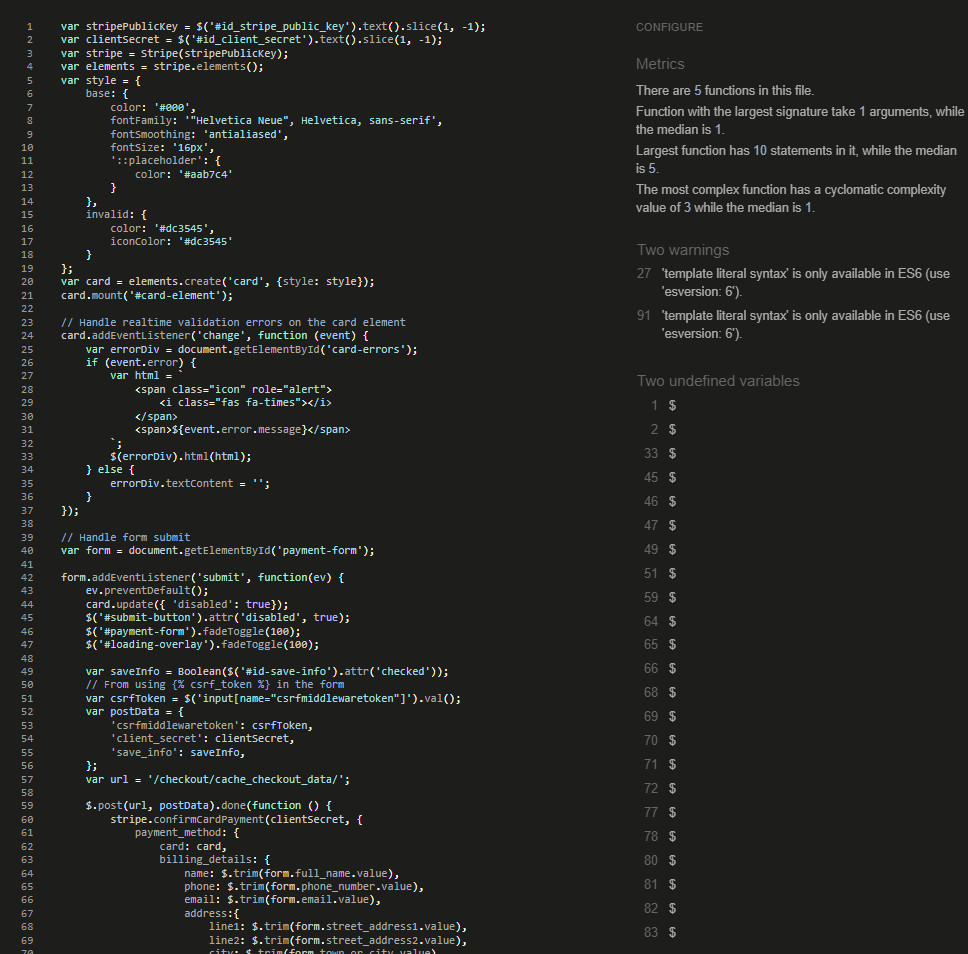 1 var stripePublicKey = $('#id_stripe_public_key').text().slice(1, -1);
2 var clientSecret = $('#id_client_secret').text().slice(1, -1);
3 var stripe = Stripe(stripePublicKey);
4 var elements = stripe.elements();
5 var style = {
6 base: {
7 color: '#000',
8 fontFamily: '"Helvetica Neue", Helvetica, sans-serif',
9 fontSmoothing: 'antialiased',
10 fontSize: '16px',
11 '::placeholder': {
12 color: '#aab7c4'
13 }
14 },
15 invalid: {
16 color: '#dc3545',
17 iconColor: '#dc3545'
18 }
19 };
20 var card = elements.create('card', {style: style});
21 card.mount('#card-element');
22
23 // Handle realtime validation errors on the card element
24 card.addEventListener('change', function (event) {
25 var errorDiv = document.getElementById('card-errors');
26 if (event.error) {
27 var html = `
28 <span class="icon" role="alert">
29 <i class="fas fa-times"></i>
30 </span>
31 <span>${event.error.message}</span>
32 `;
33 $(errorDiv).html(html);
34 } else {
35 errorDiv.textContent = '';
36 }
37 });
38
39 // Handle form submit
40 var form = document.getElementById('payment-form');
41
42 form.addEventListener('submit', function(ev) {
43 ev.preventDefault();
44 card.update({ 'disabled': true});
45 $('#submit-button').attr('disabled', true);
46 $('#payment-form').fadeToggle(100);
47 $('#loading-overlay').fadeToggle(100);
48
49 var saveInfo = Boolean($('#id-save-info').attr('checked'));
50 // From using {% csrf_token %} in the form
51 var csrfToken = $('input[name="csrfmiddlewaretoken"]').val();
52 var postData = {
53 'csrfmiddlewaretoken': csrfToken,
54 'client_secret': clientSecret,
55 'save_info': saveInfo,
56 };
57 var url = '/checkout/cache_checkout_data/';
58
59 $.post(url, postData).done(function () {
60 stripe.confirmCardPayment(clientSecret, {
61 payment_method: {
62 card: card,
63 billing_details: {
64 name: $.trim(form.full_name.value),
65 phone: $.trim(form.phone_number.value),
66 email: $.trim(form.email.value),
67 address:{
68 line1: $.trim(form.street_address1.value),
69 line2: $.trim(form.street_address2.value),
70 city: $.trim(form.town_or_city.value)
CONFIGURE
Metrics
There are 5 functions in this file.
Function with the largest signature take 1 arguments, while
the median is 1.
Largest function has 10 statements in it, while the median
is 5.
The most complex function has a cyclomatic complexity
value of 3 while the median is 1.
Two warnings
27 'template literal syntax' is only available in ES6 (use
'esversion: 6').
91 'template literal syntax' is only available in ES6 (use
'esversion: 6').
Two undefined variables
1 $
2 $
33 $
45 $
46 $
47 $
49 $
51 $
59 $
64 $
65 $
66 $
68 $
69 $
70 $
71 $
72 $
77 $
78 $
80 $
81 $
82 $
83 $